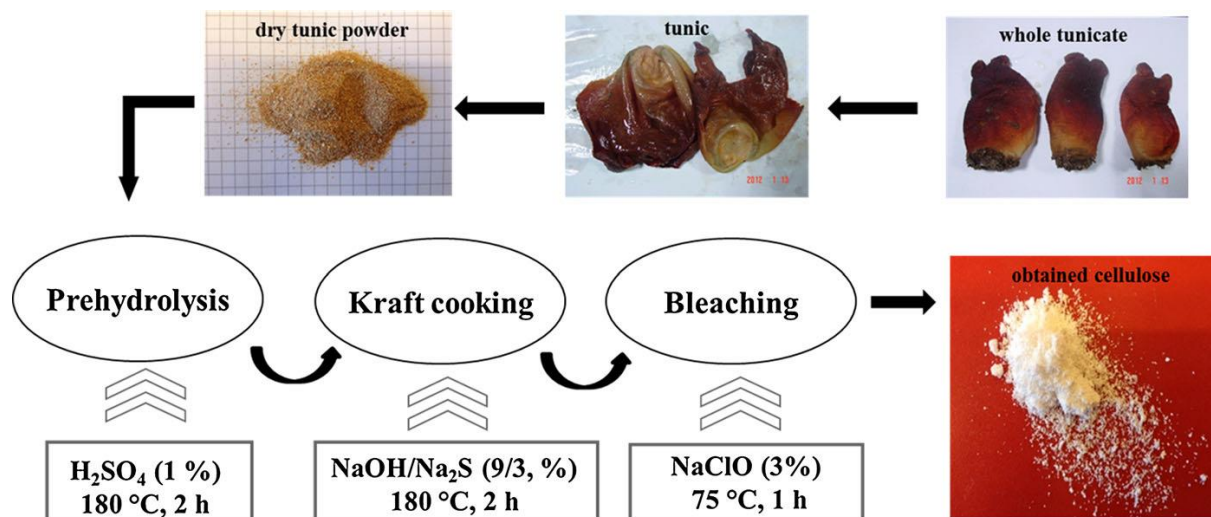 dry tunic powder
tunic
whole tunicate
2012 1.13
2012 1.13
Prehydrolysis
Kraft cooking
Bleaching
obtained cellulose
H₂SO₄ (1 %)
180 °C, 2 h
NaOH/Na₂S (9/3, %)
180 °C, 2 h
NaClO (3%)
75 °C, 1 h